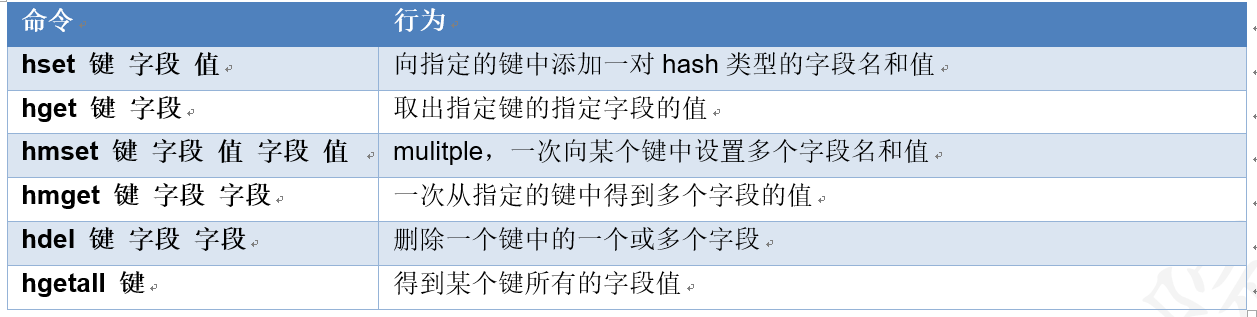 命令 行为
hset 键 字段 值 向指定的键中添加一对 hash 类型的字段名和值
hget 键 字段 取出指定键的指定字段的值
hmset 键 字段 值 字段 值 mulitple，一次向某个键中设置多个字段名和值
hmget 键 字段 字段 一次从指定的键中得到多个字段的值
hdel 键 字段 字段 删除一个键中的一个或多个字段
hgetall 键 得到某个键所有的字段值